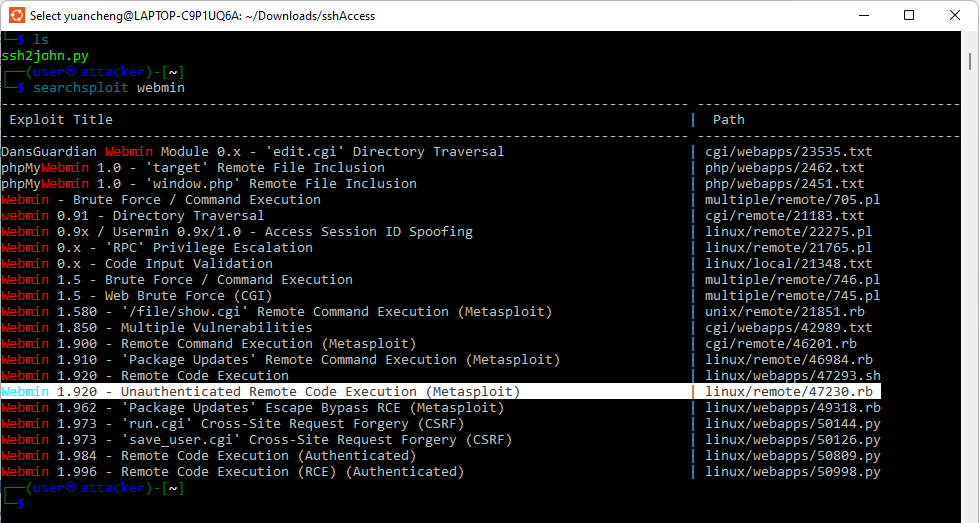 Select yuancheng@LAPTOP-C9P1UQ6A: ~/Downloads/sshAccess
└─$ ls
ssh2john.py
┌──(user㉿attacker)-[~]
└─$ searchsploit webmin
-------------------------------------------------------------------------------------- ---------------------------------
 Exploit Title                                                                        |  Path
-------------------------------------------------------------------------------------- ---------------------------------
DansGuardian Webmin Module 0.x - 'edit.cgi' Directory Traversal                       | cgi/webapps/23535.txt
phpMyWebmin 1.0 - 'target' Remote File Inclusion                                      | php/webapps/2462.txt
phpMyWebmin 1.0 - 'window.php' Remote File Inclusion                                  | php/webapps/2451.txt
Webmin - Brute Force / Command Execution                                              | multiple/remote/705.pl
webmin 0.91 - Directory Traversal                                                     | cgi/remote/21183.txt
Webmin 0.9x / Usermin 0.9x/1.0 - Access Session ID Spoofing                           | linux/remote/22275.pl
Webmin 0.x - 'RPC' Privilege Escalation                                               | linux/remote/21765.pl
Webmin 0.x - Code Input Validation                                                    | linux/local/21348.txt
Webmin 1.5 - Brute Force / Command Execution                                          | multiple/remote/746.pl
Webmin 1.5 - Web Brute Force (CGI)                                                    | multiple/remote/745.pl
Webmin 1.580 - '/file/show.cgi' Remote Command Execution (Metasploit)                 | unix/remote/21851.rb
Webmin 1.850 - Multiple Vulnerabilities                                               | cgi/webapps/42989.txt
Webmin 1.900 - Remote Command Execution (Metasploit)                                  | cgi/remote/46201.rb
Webmin 1.910 - 'Package Updates' Remote Command Execution (Metasploit)                | linux/remote/46984.rb
Webmin 1.920 - Remote Code Execution                                                  | linux/webapps/47293.sh
Webmin 1.920 - Unauthenticated Remote Code Execution (Metasploit)                     | linux/remote/47230.rb
Webmin 1.962 - 'Package Updates' Escape Bypass RCE (Metasploit)                       | linux/webapps/49318.rb
Webmin 1.973 - 'run.cgi' Cross-Site Request Forgery (CSRF)                            | linux/webapps/50144.py
Webmin 1.973 - 'save_user.cgi' Cross-Site Request Forgery (CSRF)                      | linux/webapps/50126.py
Webmin 1.984 - Remote Code Execution (Authenticated)                                  | linux/webapps/50809.py
Webmin 1.996 - Remote Code Execution (RCE) (Authenticated)                            | linux/webapps/50998.py
┌──(user㉿attacker)-[~]
└─$